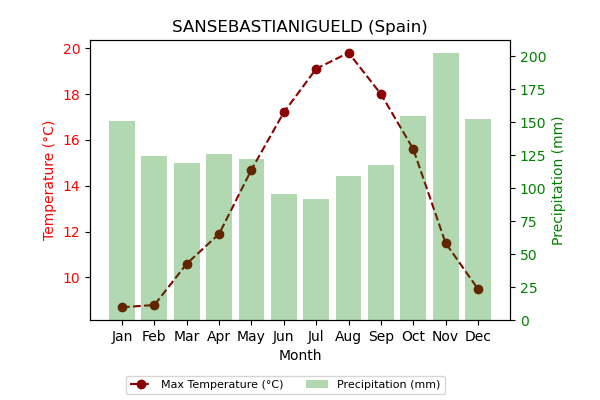 SANSEBASTIANIGUELD (Spain)
20
18
16
14
12
10
Temperature (°C)
200
175
150
125
100
75
50
25
0
Precipitation (mm)
Jan Feb Mar Apr May Jun Jul Aug Sep Oct Nov Dec
Month
Max Temperature (°C) Precipitation (mm)